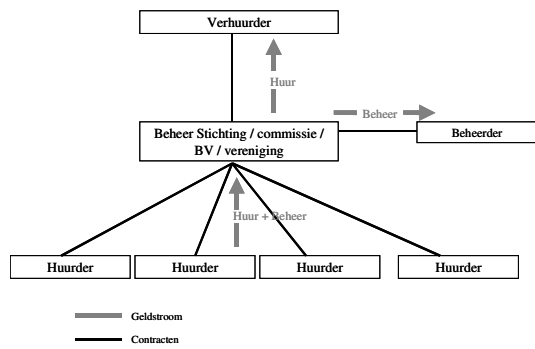 Verhuurder
Huur
Beheer
Beheer Stichting / commissie /
BV / vereniging
Beheerder
Huur + Beheer
Huurder
Huurder
Huurder
Huurder
Geldstroom
Contracten